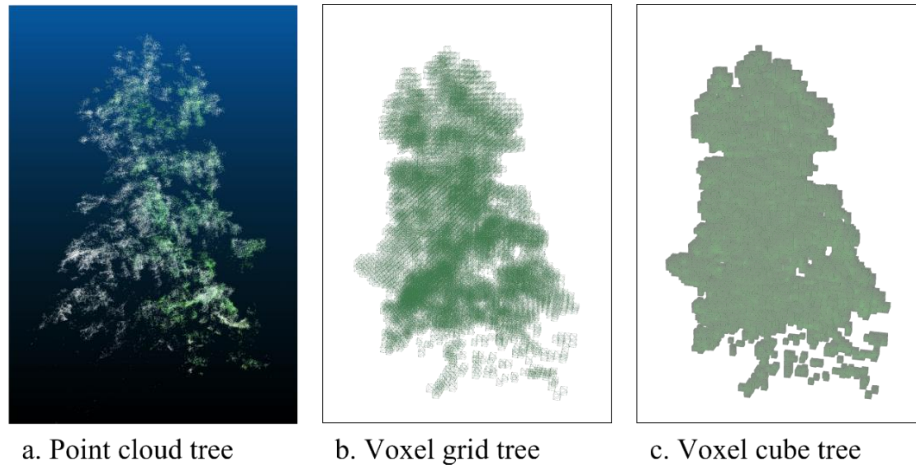 a. Point cloud tree
b. Voxel grid tree
c. Voxel cube tree